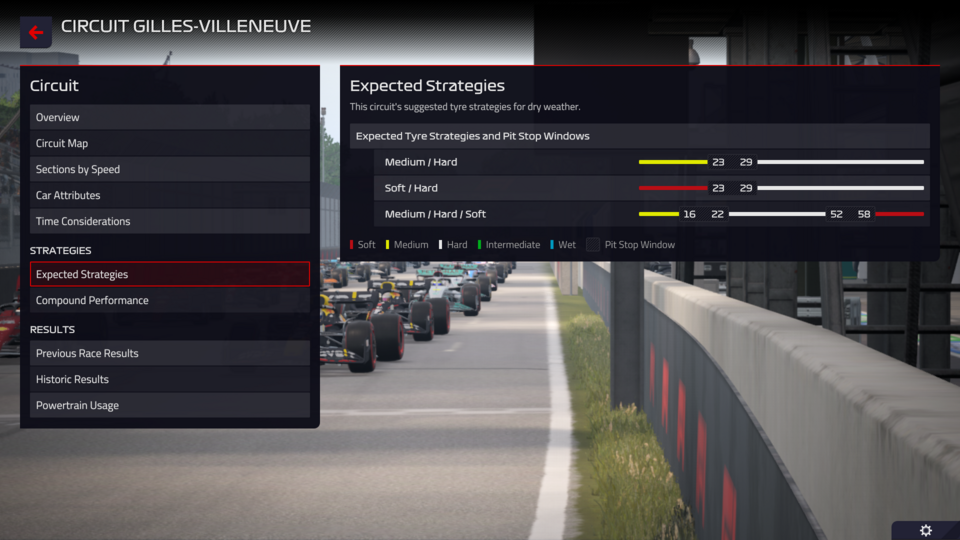 CIRCUIT GILLES-VILLENEUVE
Circuit
Overview
Circuit Map
Sections by Speed
Car Attributes
Time Considerations
STRATEGIES
Expected Strategies
Compound Performance
RESULTS
Previous Race Results
Historic Results
Powertrain Usage
Expected Strategies
This circuit's suggested tyre strategies for dry weather.
Expected Tyre Strategies and Pit Stop Windows
Medium / Hard 23 29
Soft / Hard 23 29
Medium / Hard / Soft 16 22 52 58
Soft Medium Hard Intermediate Wet Pit Stop Window